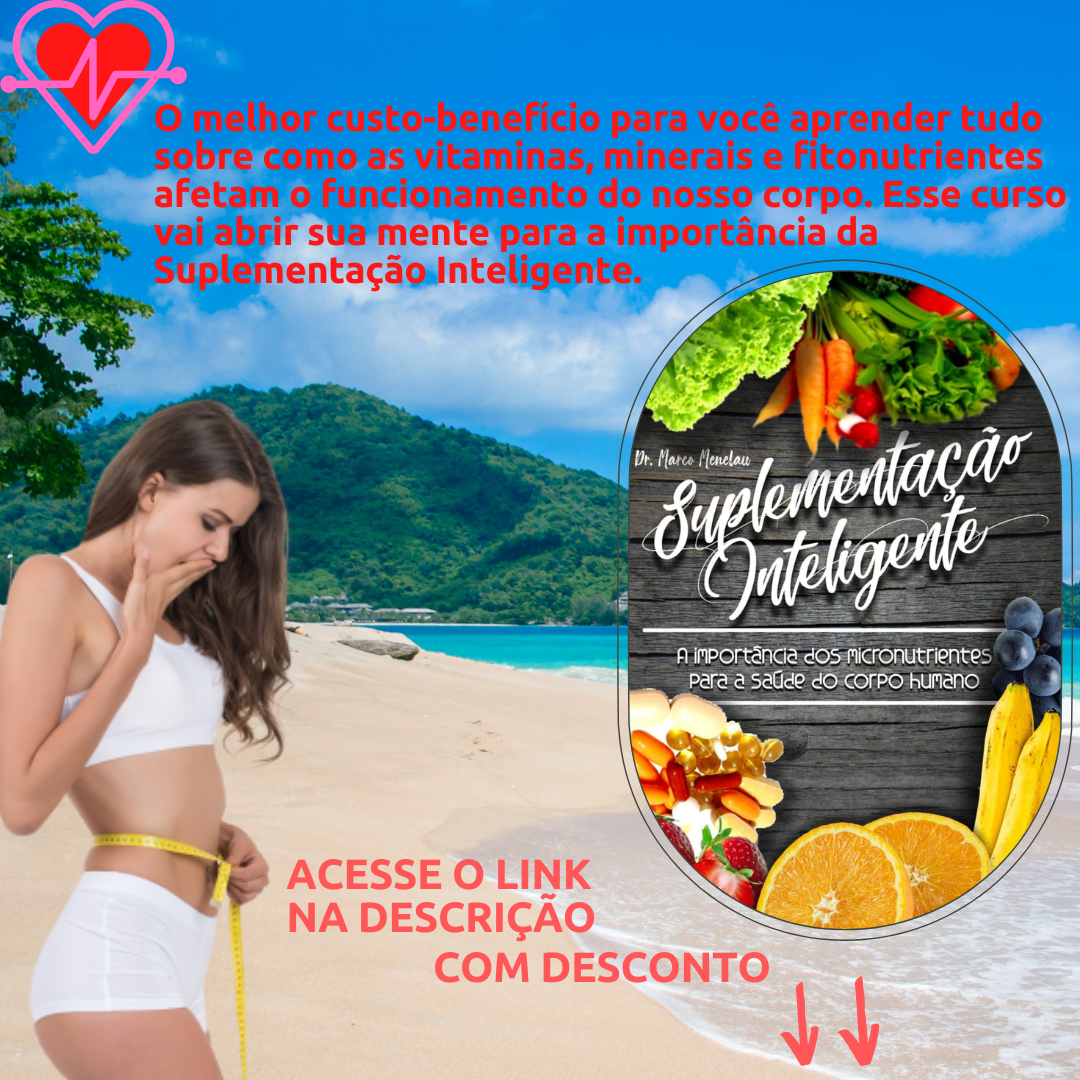 O melhor custo-benefício para você aprender tudo
sobre como as vitaminas, minerais e fitonutrientes
afetam o funcionamento do nosso corpo. Esse curso
vai abrir sua mente para a importância da
Suplementação Inteligente.
Dr. Marco Menelau
Suplementação
Inteligente
A importância dos micronutrientes
para a saúde do corpo humano
ACESSE O LINK
NA DESCRIÇÃO
COM DESCONTO